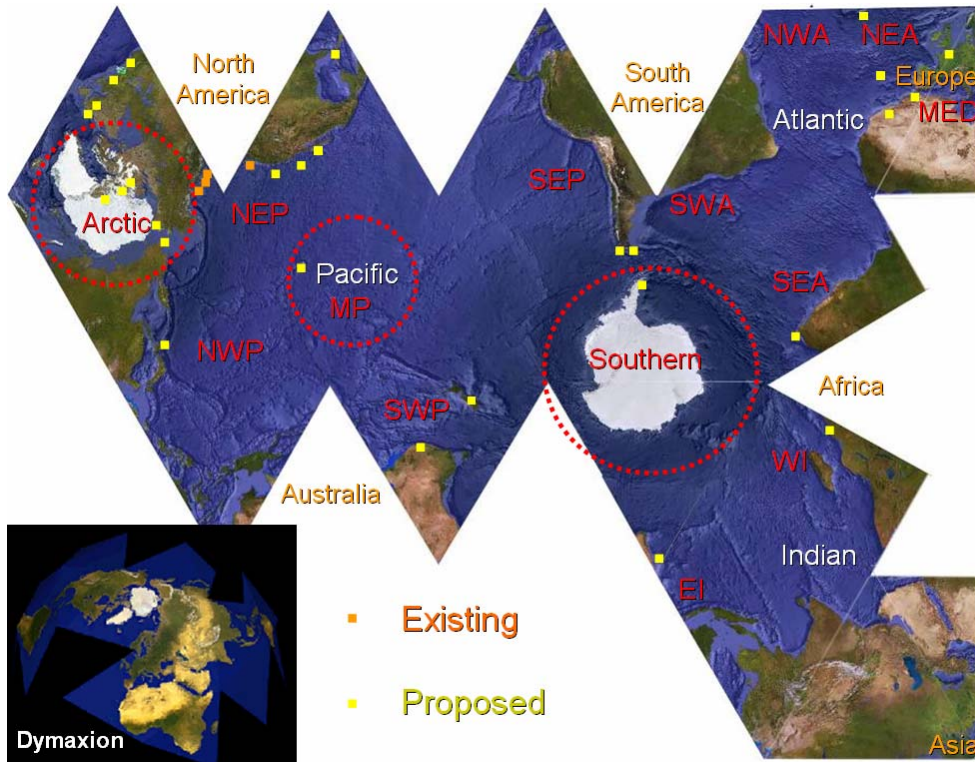 NWA
NEA
North
America
South
America
Europe
Atlantic
MED
SEP
SWA
Arctic
NEP
Pacific
MP
SEA
NWP
Southern
SWP
Africa
WI
Australia
Indian
EI
Existing
Proposed
Dymaxion
Asia